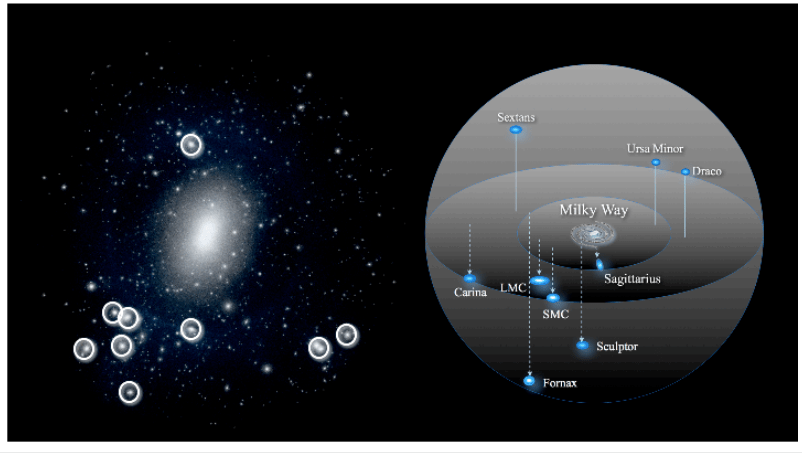 Sextans
Ursa Minor
Draco
Milky Way
Sagittarius
Carina
LMC
SMC
Sculptor
Fornax